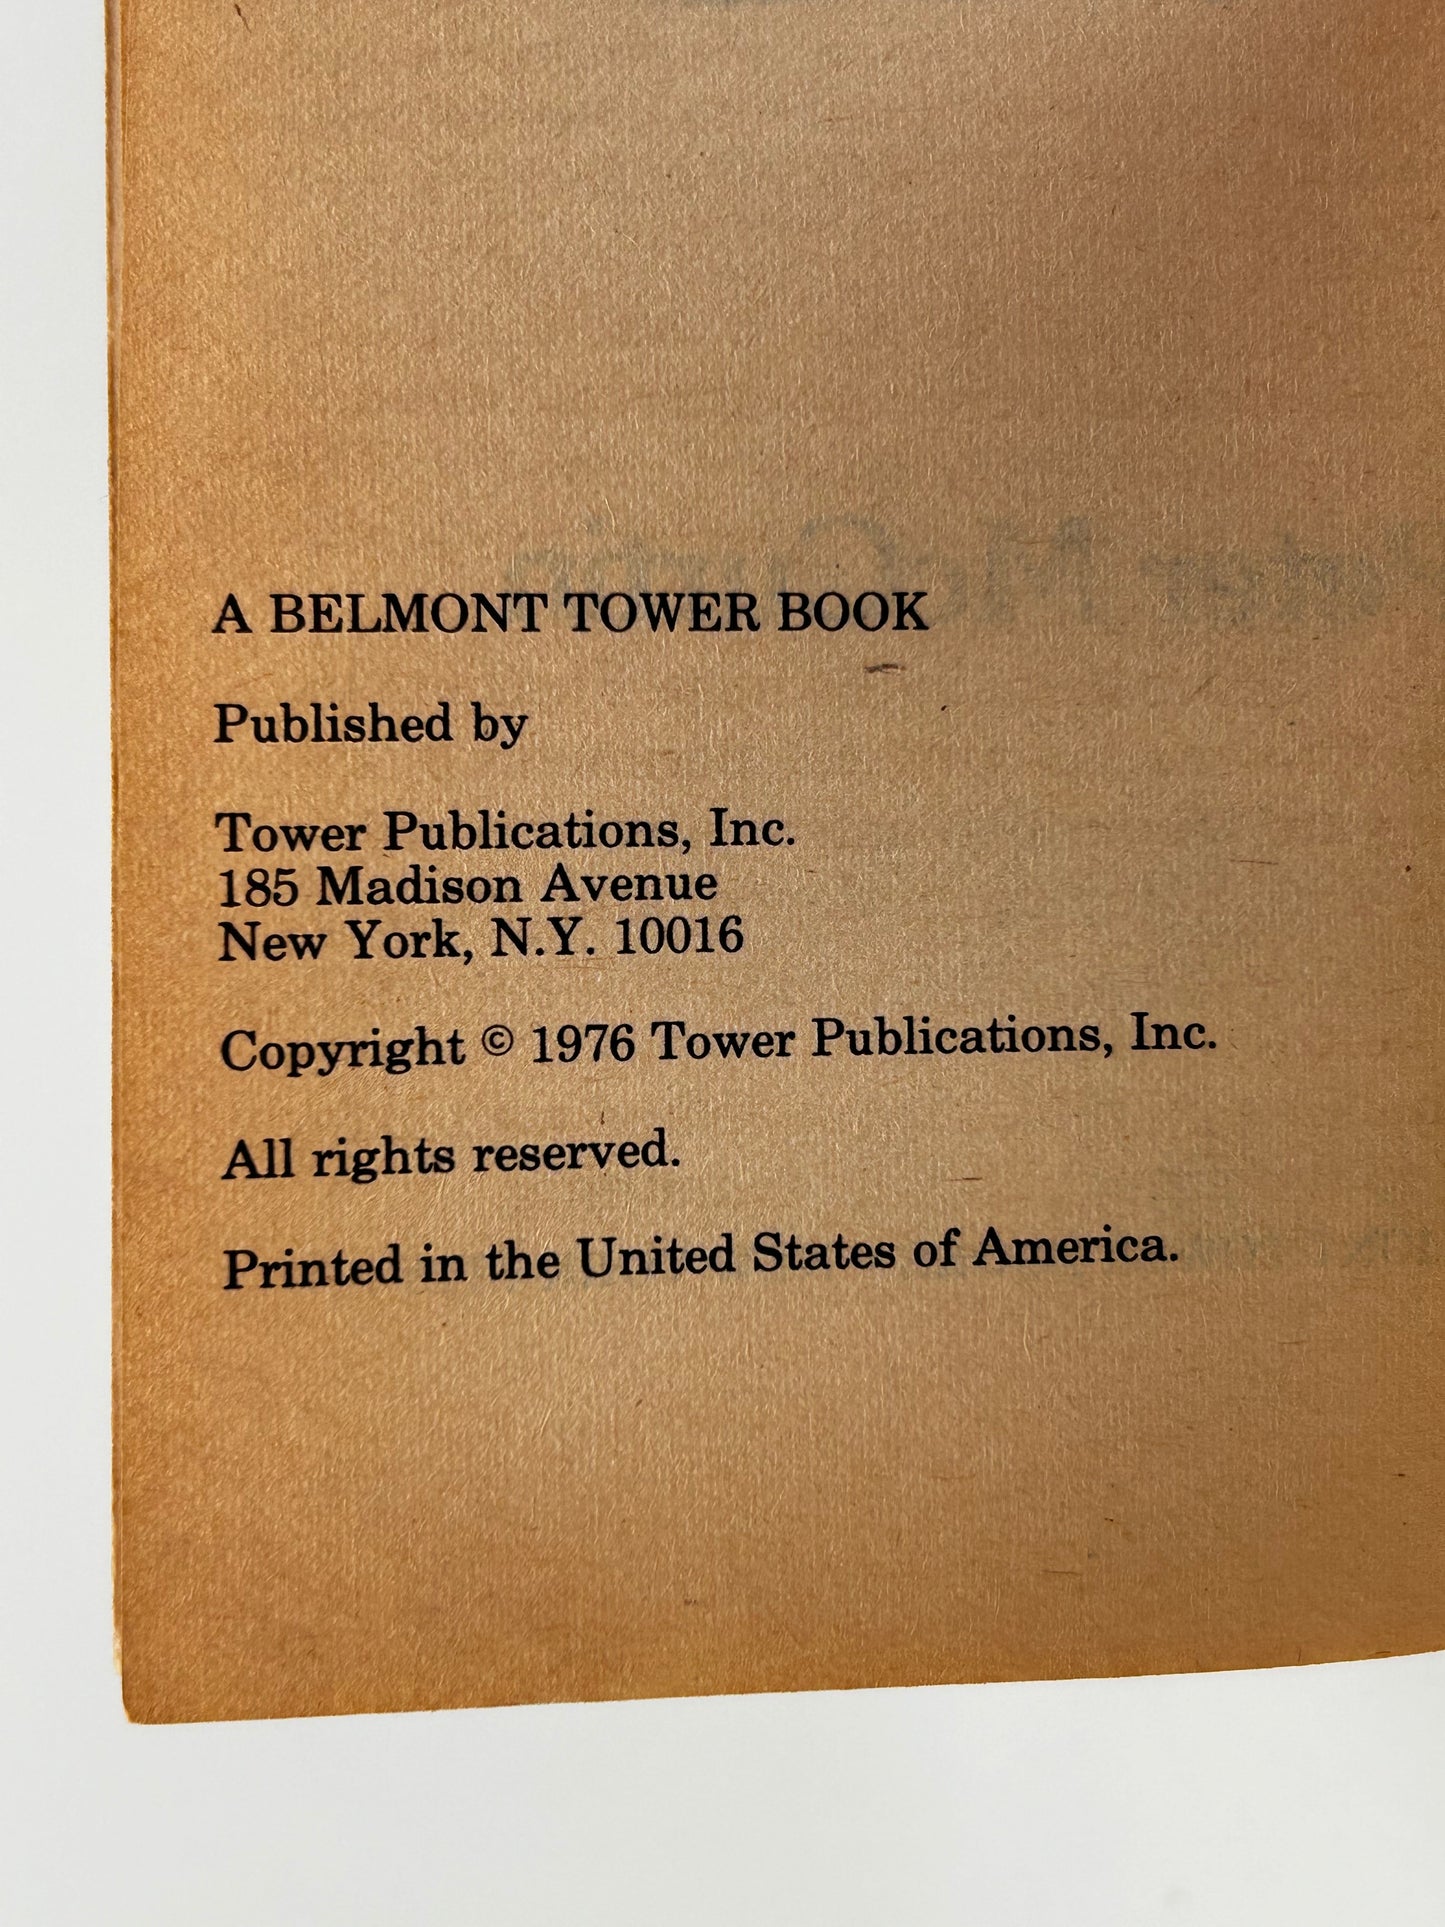 A BELMONT TOWER BOOK
Published by
Tower Publications, Inc.
185 Madison Avenue
New York, N.Y. 10016
Copyright © 1976 Tower Publications, Inc.
All rights reserved.
Printed in the United States of America.